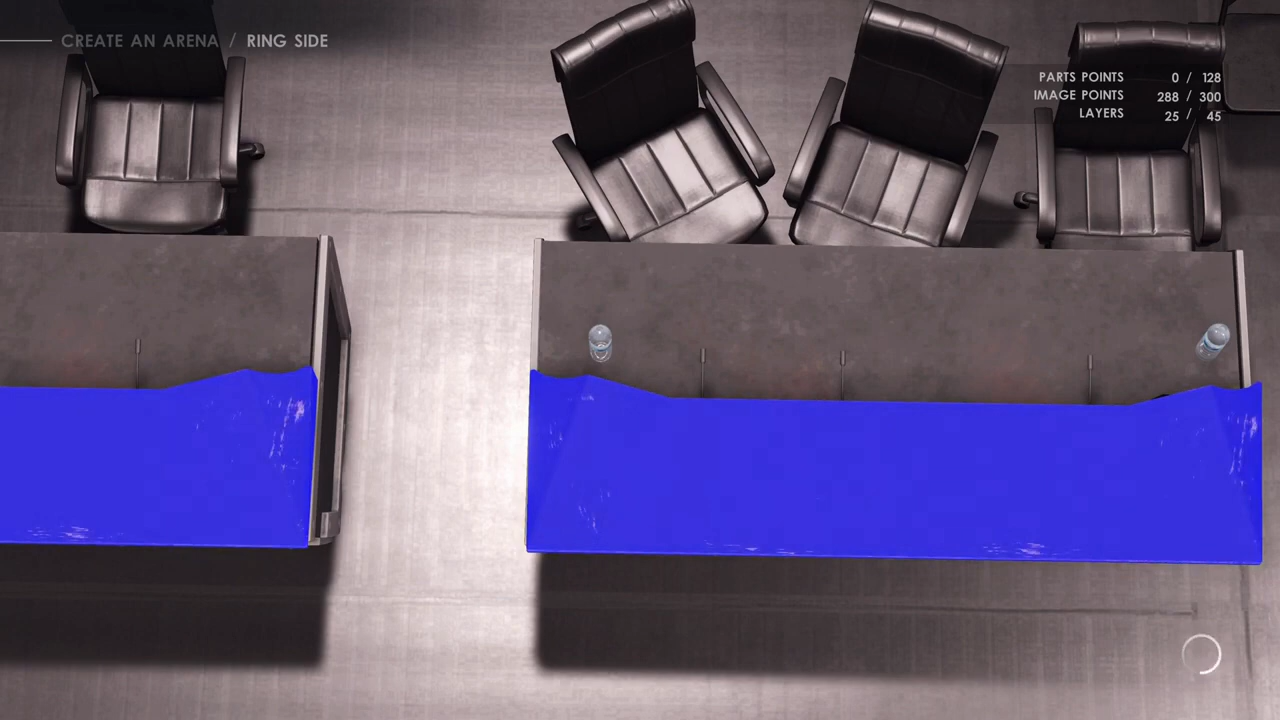 CREATE AN ARENA / RING SIDE
PARTS POINTS 0 / 128
IMAGE POINTS 288 / 300
LAYERS 25 / 45